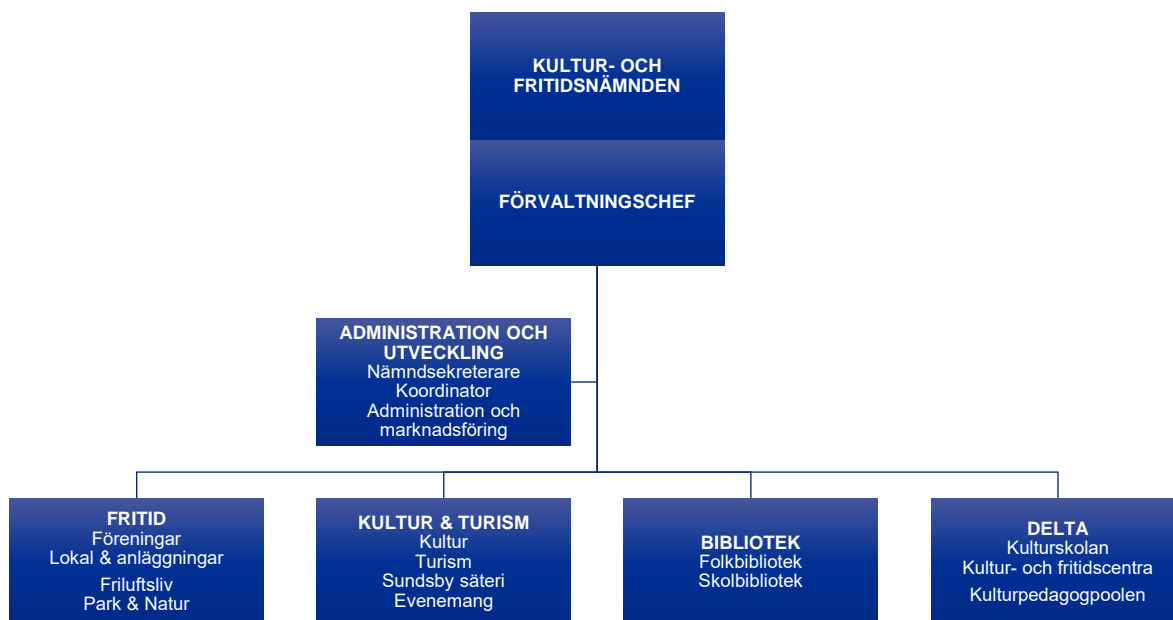 KULTUR- OCH
FRITIDSNÄMNDEN
FÖRVALTNINGSCHEF
ADMINISTRATION OCH
UTVECKLING
Nämndsekreterare
Koordinator
Administration och
marknadsföring
FRITID
Föreningar
Lokal & anläggningar
Friluftsliv
Park & Natur
KULTUR & TURISM
Kultur
Turism
Sundsby säteri
Evenemang
BIBLIOTEK
Folkbibliotek
Skolbibliotek
DELTA
Kulturskolan
Kultur- och fritidscentra
Kulturpedagogpoolen